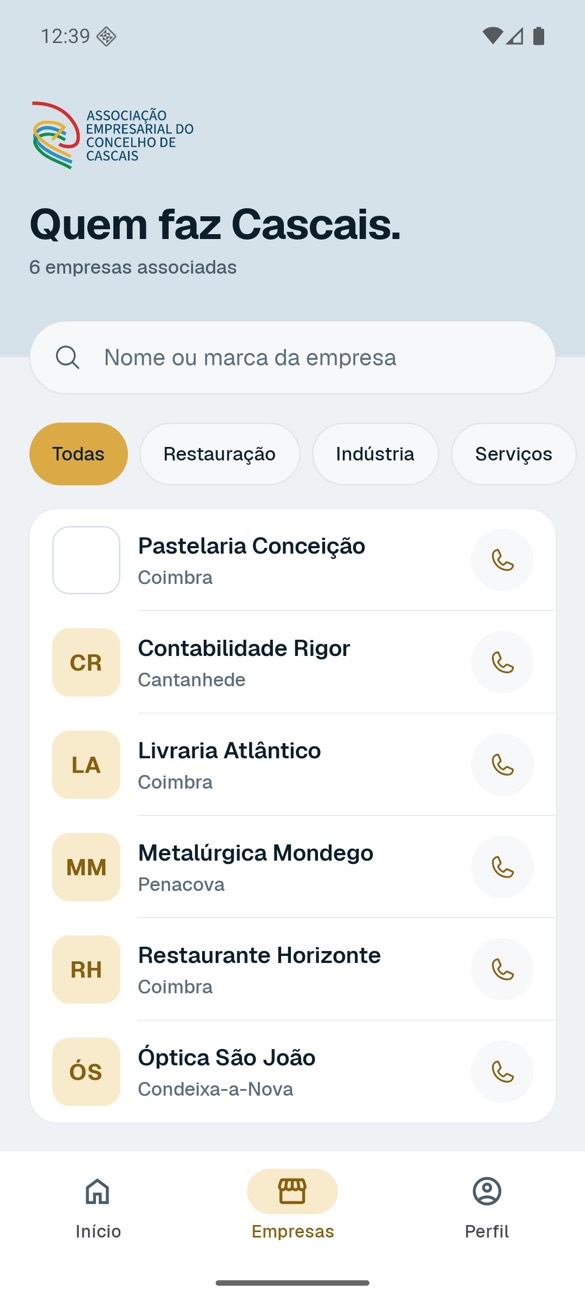 12:39
ASSOCIAÇÃO
EMPRESARIAL DO
CONCELHO DE
CASCAIS
Quem faz Cascais.
6 empresas associadas
Nome ou marca da empresa
Todas
Restauração
Indústria
Serviços
Pastelaria Conceição
Coimbra
CR
Contabilidade Rigor
Cantanhede
LA
Livraria Atlântico
Coimbra
MM
Metalúrgica Mondego
Penacova
RH
Restaurante Horizonte
Coimbra
ÓS
Óptica São João
Condeixa-a-Nova
Início
Empresas
Perfil